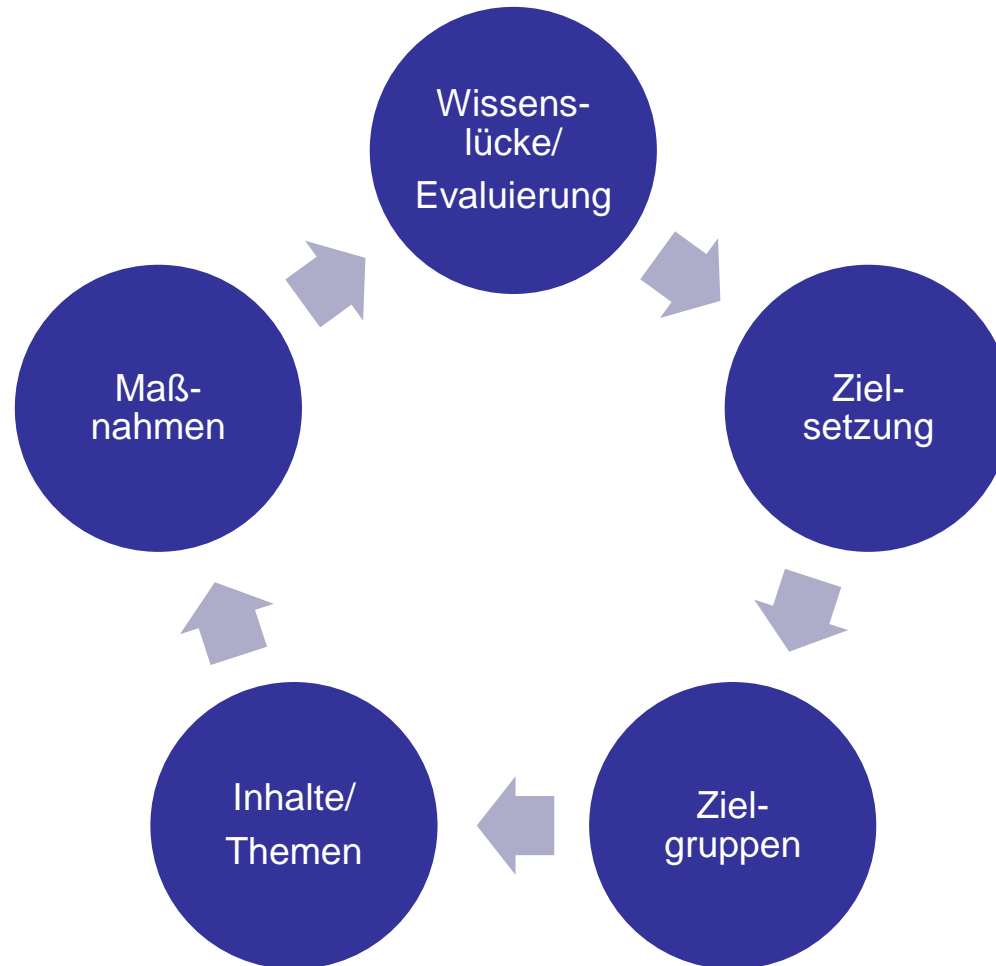 Wissens-
lücke/
Evaluierung
Maß-
nahmen
Ziel-
setzung
Inhalte/
Themen
Ziel-
gruppen